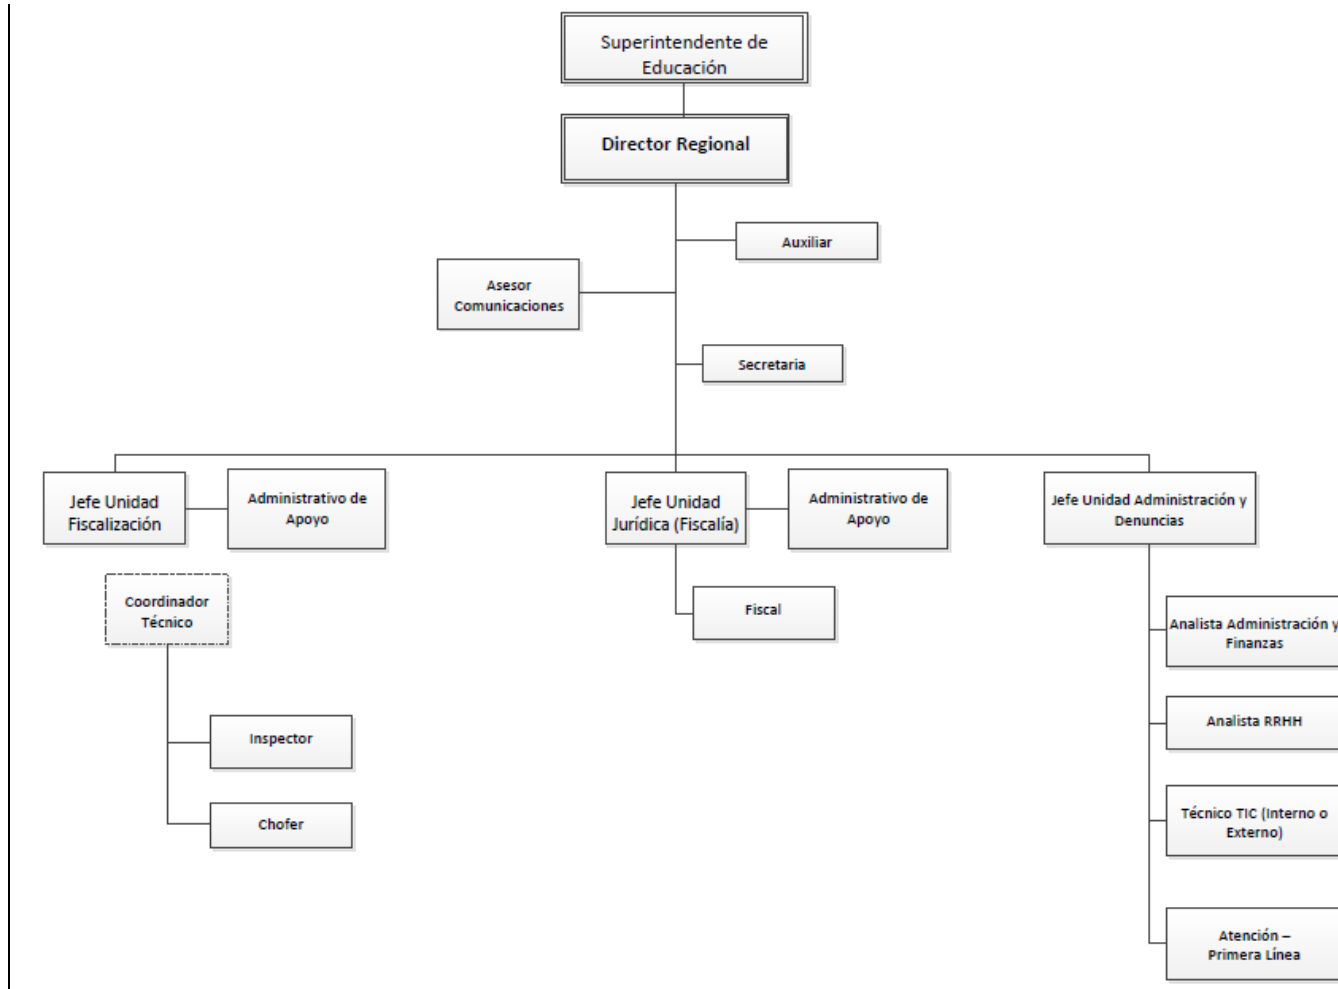 Superintendente de
Educación
Director Regional
Auxiliar
Asesor
Comunicaciones
Secretaria
Jefe Unidad
Fiscalización
Administrativo de
Apoyo
Jefe Unidad
Jurídica (Fiscalía)
Administrativo de
Apoyo
Jefe Unidad Administración y
Denuncias
Coordinador
Técnico
Inspector
Chofer
Fiscal
Analista Administración y
Finanzas
Analista RRHH
Técnico TIC (Interno o
Externo)
Atención –
Primera Línea